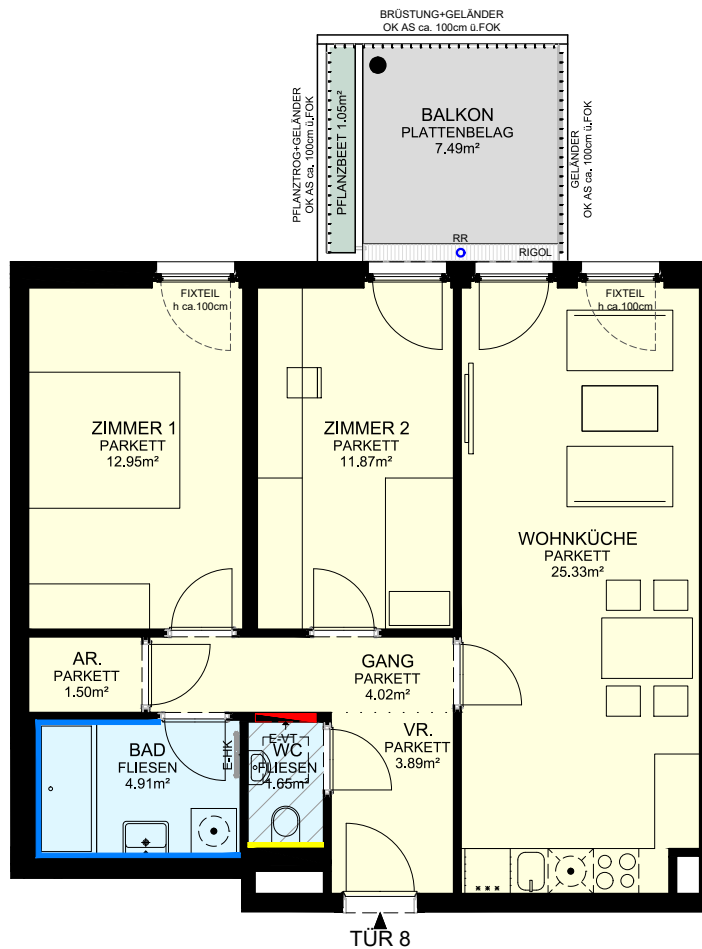 BRÜSTUNG+GELÄNDER
OK AS ca. 100cm ü.FOK
PFLANZTROG+GELÄNDER
OK AS ca. 100cm ü.FOK
PFLANZBEET 1.05m²
BALKON
PLATTENBELAG
7.49m²
GELÄNDER
OK AS ca. 100cm ü.FOK
RR
RIGOL
FIXTEIL
h ca.100cm
FIXTEIL
h ca.100cm
ZIMMER 1
PARKETT
12.95m²
ZIMMER 2
PARKETT
11.87m²
WOHNKÜCHE
PARKETT
25.33m²
AR.
PARKETT
1.50m²
GANG
PARKETT
4.02m²
VR.
PARKETT
3.89m²
BAD
FLIESEN
4.91m²
E-HK
E-VT
WC
FLIESEN
1.65m²
TÜR 8